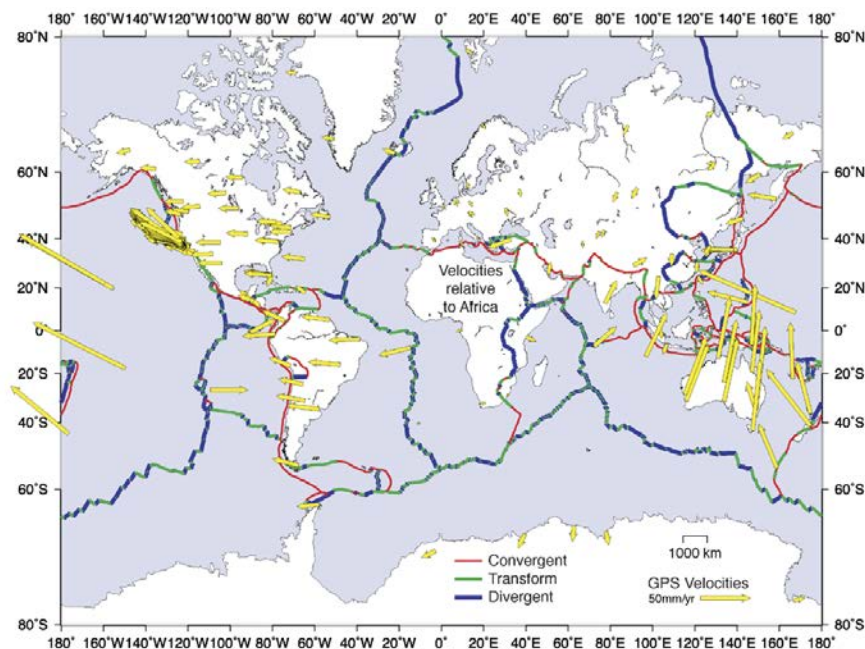 180° 160°W 140°W 120°W 100°W 80°W 60°W 40°W 20°W 0° 20°E 40°E 60°E 80°E 100°E 120°E 140°E 160°E 180°
80°N 80°N
60°N 60°N
40°N 40°N
Velocities
relative
to Africa
20°N 20°N
0° 0°
20°S 20°S
40°S 40°S
60°S 60°S
Convergent
Transform
Divergent
1000 km
GPS Velocities
50mm/yr
80°S 80°S
180° 160°W 140°W 120°W 100°W 80°W 60°W 40°W 20°W 0° 20°E 40°E 60°E 80°E 100°E 120°E 140°E 160°E 180°